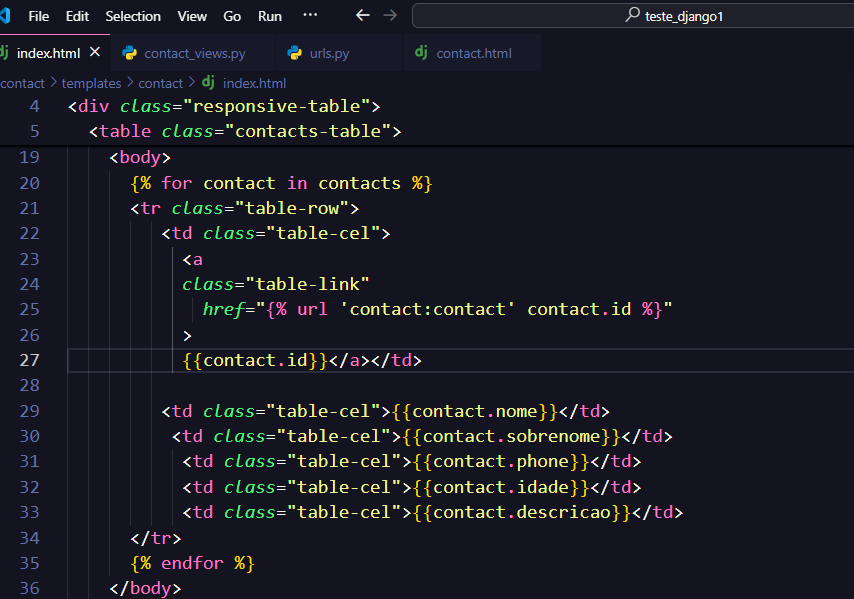 File Edit Selection View Go Run ··· ← → teste_django1
dj index.html × contact_views.py urls.py dj contact.html
contact > templates > contact > dj index.html
4 <div class="responsive-table">
5 <table class="contacts-table">
19 <body>
20 {% for contact in contacts %}
21 <tr class="table-row">
22 <td class="table-cel">
23 <a
24 class="table-link"
25 href="{% url 'contact:contact' contact.id %}"
26 >
27 {{contact.id}}</a></td>
28
29 <td class="table-cel">{{contact.nome}}</td>
30 <td class="table-cel">{{contact.sobrenome}}</td>
31 <td class="table-cel">{{contact.phone}}</td>
32 <td class="table-cel">{{contact.idade}}</td>
33 <td class="table-cel">{{contact.descricao}}</td>
34 </tr>
35 {% endfor %}
36 </body>